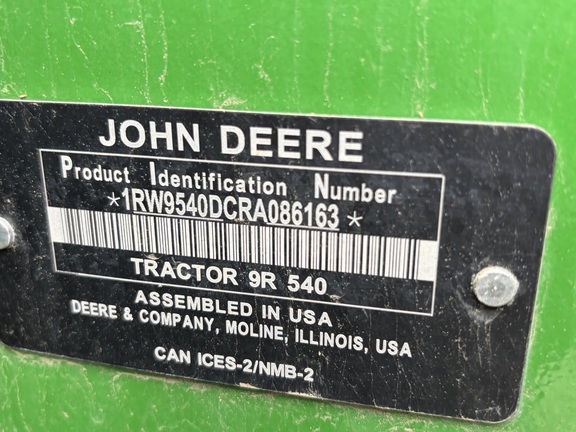 JOHN DEERE
Product Identification Number
*1RW9540DCRA086163*
TRACTOR 9R 540
ASSEMBLED IN USA
DEERE & COMPANY, MOLINE, ILLINOIS, USA
CAN ICES-2/NMB-2